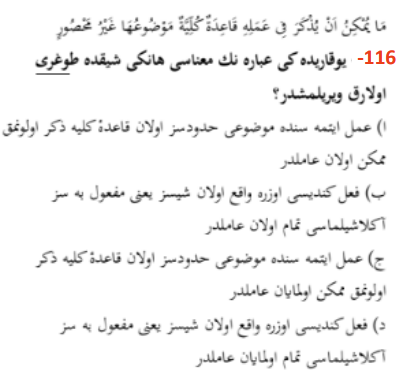 مَا يُمْكِنُ اَنْ يُذْكَرَ فِى عَمَلِهِ قَاعِدَةٌ كُلِّيَّةٌ مَوْضُوعُهَا غَيْرُ مَحْصُورٍ
116- يوقاريده كى عباره نك معناسى هانكى شيقده طوغرى
اولارق ويريلمشدر؟
ا) عمل ايتمه سنده موضوعى حدودسز اولان قاعدۀ كليه ذكر اولونمق
ممكن اولان عاملدر
ب) فعل كنديسى اوزره واقع اولان شيسز يعنى مفعول به سز
آكلاشيلماسى تمام اولان عاملدر
ج) عمل ايتمه سنده موضوعى حدودسز اولان قاعدۀ كليه ذكر
اولونمق ممكن اولمايان عاملدر
د) فعل كنديسى اوزره واقع اولان شيسز يعنى مفعول به سز
آكلاشيلماسى تمام اولمايان عاملدر